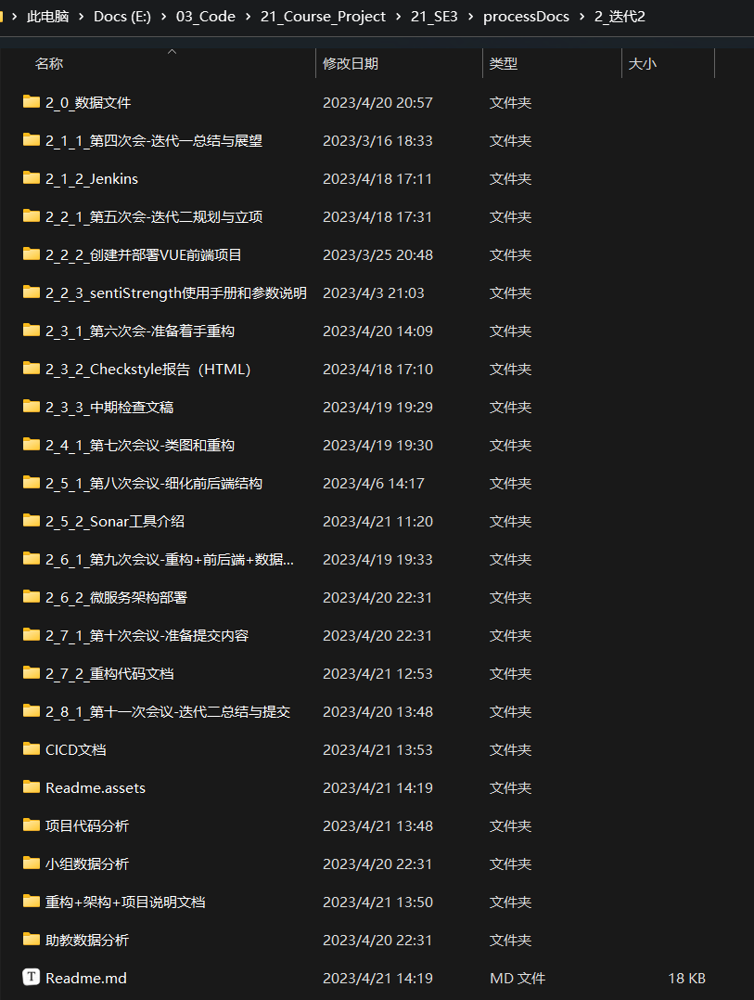 此电脑 > Docs (E:) > 03_Code > 21_Course_Project > 21_SE3 > processDocs > 2_迭代2
名称 修改日期 类型 大小
2_0_数据文件 2023/4/20 20:57 文件夹
2_1_1_第四次会-迭代一总结与展望 2023/3/16 18:33 文件夹
2_1_2_Jenkins 2023/4/18 17:11 文件夹
2_2_1_第五次会-迭代二规划与立项 2023/4/18 17:31 文件夹
2_2_2_创建并部署VUE前端项目 2023/3/25 20:48 文件夹
2_2_3_sentiStrength使用手册和参数说明 2023/4/3 21:03 文件夹
2_3_1_第六次会-准备着手重构 2023/4/20 14:09 文件夹
2_3_2_Checkstyle报告（HTML） 2023/4/18 17:10 文件夹
2_3_3_中期检查文稿 2023/4/19 19:29 文件夹
2_4_1_第七次会议-类图和重构 2023/4/19 19:30 文件夹
2_5_1_第八次会议-细化前后端结构 2023/4/6 14:17 文件夹
2_5_2_Sonar工具介绍 2023/4/21 11:20 文件夹
2_6_1_第九次会议-重构+前后端+数据... 2023/4/19 19:33 文件夹
2_6_2_微服务架构部署 2023/4/20 22:31 文件夹
2_7_1_第十次会议-准备提交内容 2023/4/20 22:31 文件夹
2_7_2_重构代码文档 2023/4/21 12:53 文件夹
2_8_1_第十一次会议-迭代二总结与提交 2023/4/20 13:48 文件夹
CICD文档 2023/4/21 13:53 文件夹
Readme.assets 2023/4/21 14:19 文件夹
项目代码分析 2023/4/21 13:48 文件夹
小组数据分析 2023/4/20 22:31 文件夹
重构+架构+项目说明文档 2023/4/21 13:50 文件夹
助教数据分析 2023/4/20 22:31 文件夹
T Readme.md 2023/4/21 14:19 MD 文件 18 KB